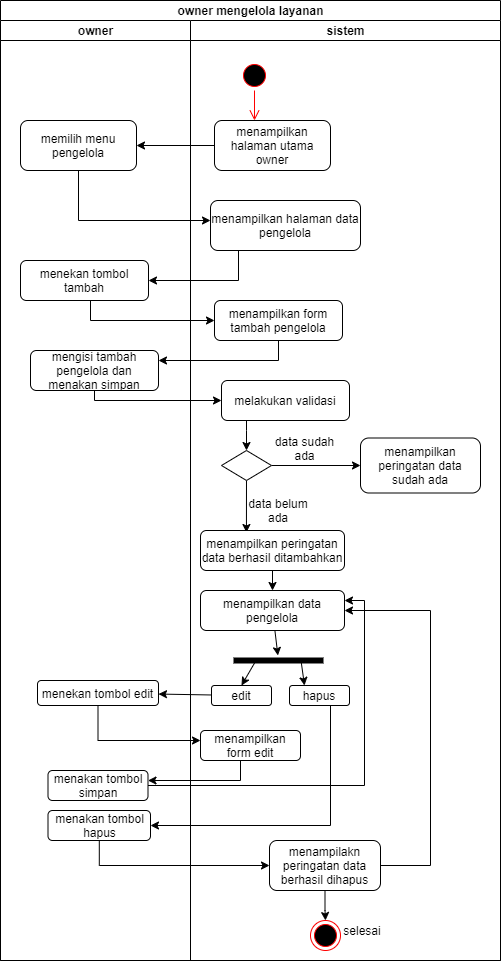 owner mengelola layanan
owner
sistem
menampilkan
halaman utama
owner
memilih menu
pengelola
menampilkan halaman data
pengelola
menekan tombol
tambah
menampilkan form
tambah pengelola
mengisi tambah
pengelola dan
menakan simpan
melakukan validasi
data sudah
ada
menampilkan
peringatan data
sudah ada
data belum
ada
menampilkan peringatan
data berhasil ditambahkan
menampilkan data
pengelola
edit
hapus
menekan tombol edit
menampilkan
form edit
menakan tombol
simpan
menakan tombol
hapus
menampilakn
peringatan data
berhasil dihapus
selesai